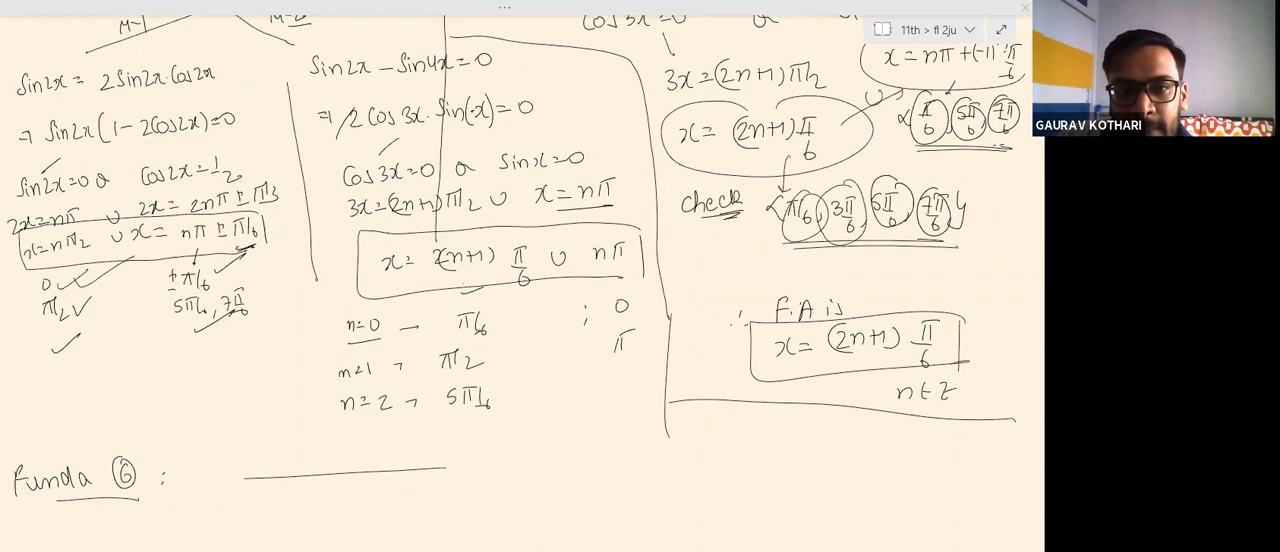 M-1
M-2
Sin2x = 2Sin2x.Cos2x
⇒ Sin2x(1-2Cos2x)=0
Sin2x=0 or Cos2x=1/2
2x=nπ ∪ 2x= 2nπ ± π/3
x=nπ/2 ∪ x= nπ ± π/6
0 ✓
π/2 ✓
± π/6
5π/6, 7π/6
Sin2x - Sin4x=0
⇒ 2Cos3x.Sin(-x)=0
Cos3x=0 or Sinx=0
3x=(2n+1)π/2 ∪ x=nπ
x= (2n+1) π/6 ∪ nπ
n=0 → π/6 ; 0
n=1 → π/2 π
n=2 → 5π/6
Cos3x=0 or
3x=(2n+1)π/2
x= (2n+1)π/6
∪
x=nπ+(-1)ⁿ π/6
π/6, 5π/6, 7π/6
check
{π/6, 3π/6, 5π/6, 7π/6}
∴ F.A is
x= (2n+1) π/6
n∈Z
Funda ⑥ :
11th > fl 2ju
GAURAV KOTHARI